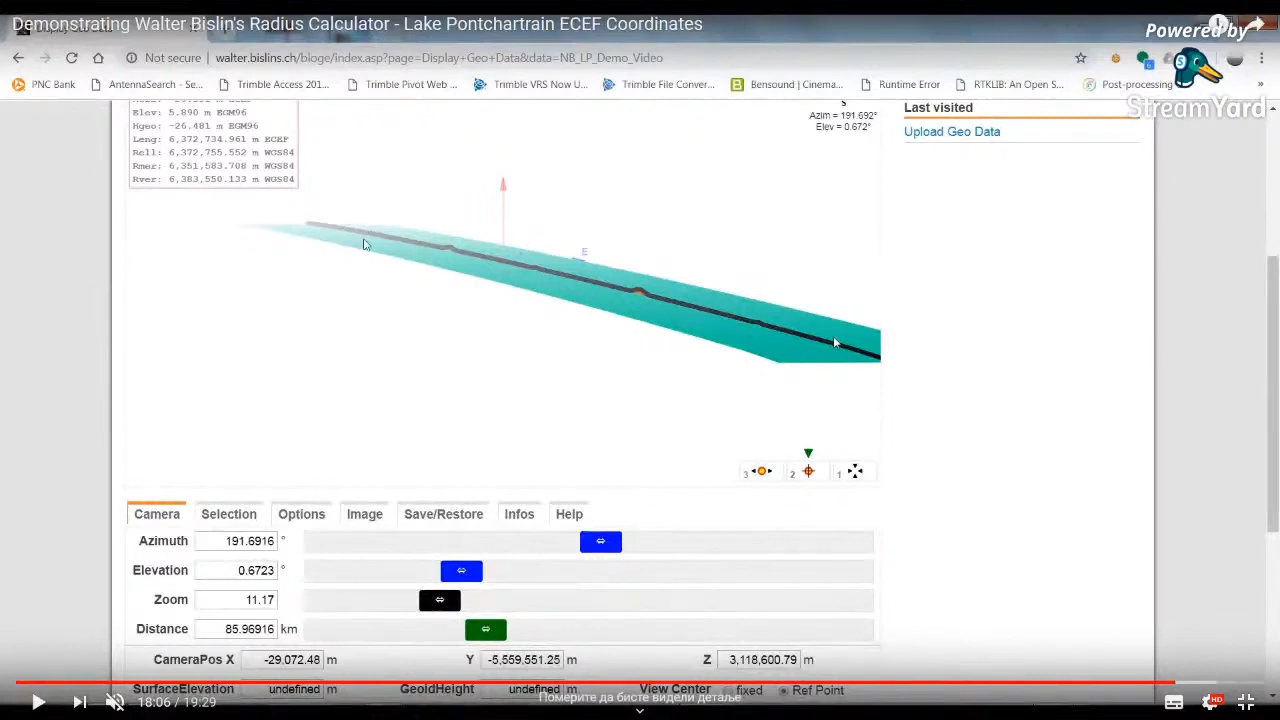 Demonstrating Walter Bislin's Radius Calculator - Lake Pontchartrain ECEF Coordinates
Powered by
Not secure | walter.bislins.ch/bloge/index.asp?page=Display+Geo+Data&data=NB_LP_Demo_Video
PNC Bank AntennaSearch - Se... Trimble Access 201... Trimble Pivot Web ... Trimble VRS Now U... Trimble File Conver... Bensound | Cinema... Runtime Error RTKLIB: An Open S... Post-processing
StreamYard
Elev: 5.890 m EGM96
Hgeo: -26.481 m EGM96
Leng: 6,372,734.961 m ECEF
Rell: 6,372,755.552 m WGS84
Rmer: 6,351,583.708 m WGS84
Rver: 6,383,550.133 m WGS84
S
Azim = 191.692°
Elev = 0.672°
Last visited
Upload Geo Data
E
3 2 1
Camera Selection Options Image Save/Restore Infos Help
Azimuth 191.6916 °
Elevation 0.6723 °
Zoom 11.17
Distance 85.96916 km
CameraPos X -29,072.48 m Y -5,559,551.25 m Z 3,118,600.79 m
SurfaceElevation undefined m GeoidHeight undefined m View Center fixed Ref Point
Померите да бисте видели детаље
18:06 / 19:29
HD